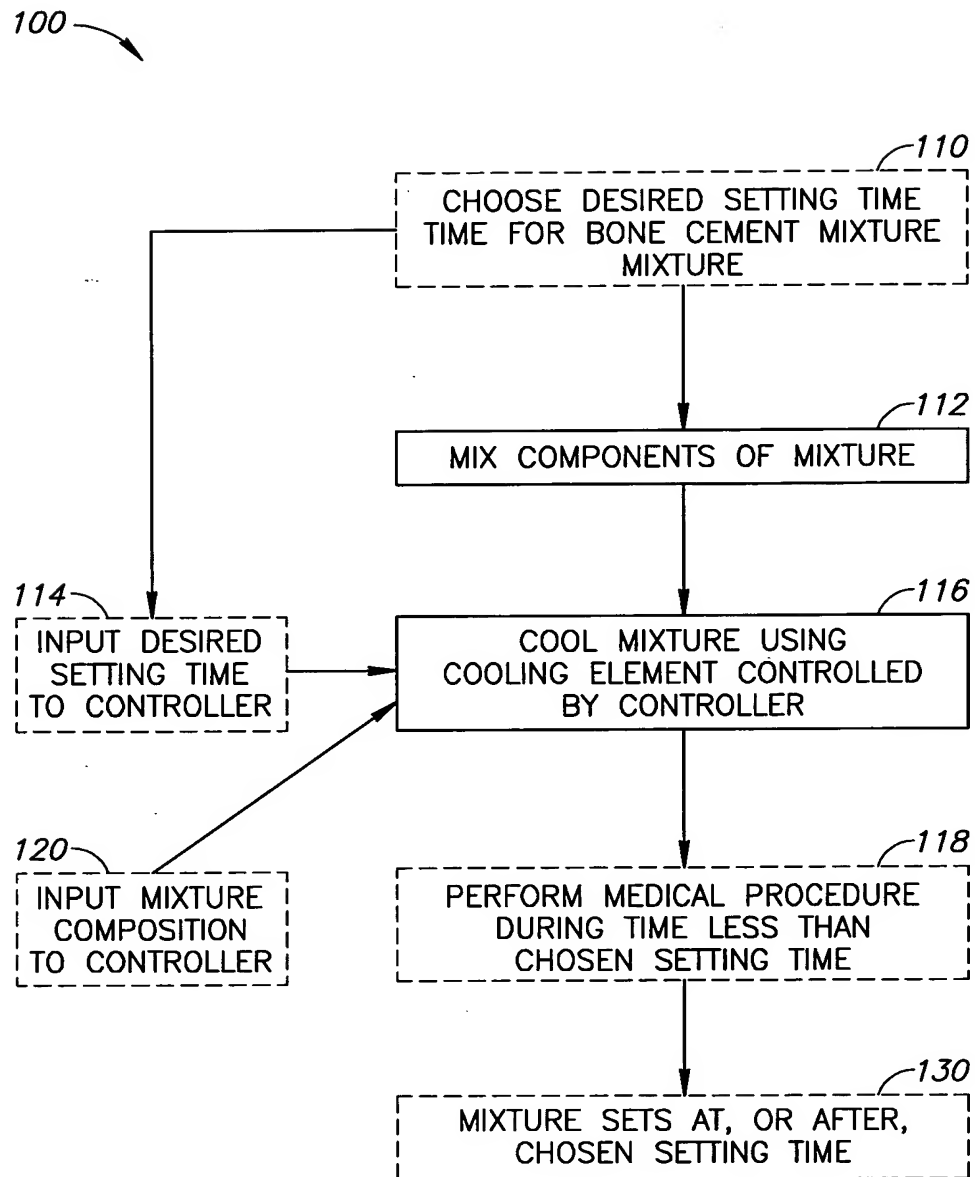 100
110
CHOOSE DESIRED SETTING TIME
TIME FOR BONE CEMENT MIXTURE
MIXTURE
112
MIX COMPONENTS OF MIXTURE
114
INPUT DESIRED
SETTING TIME
TO CONTROLLER
116
COOL MIXTURE USING
COOLING ELEMENT CONTROLLED
BY CONTROLLER
120
INPUT MIXTURE
COMPOSITION
TO CONTROLLER
118
PERFORM MEDICAL PROCEDURE
DURING TIME LESS THAN
CHOSEN SETTING TIME
130
MIXTURE SETS AT, OR AFTER,
CHOSEN SETTING TIME